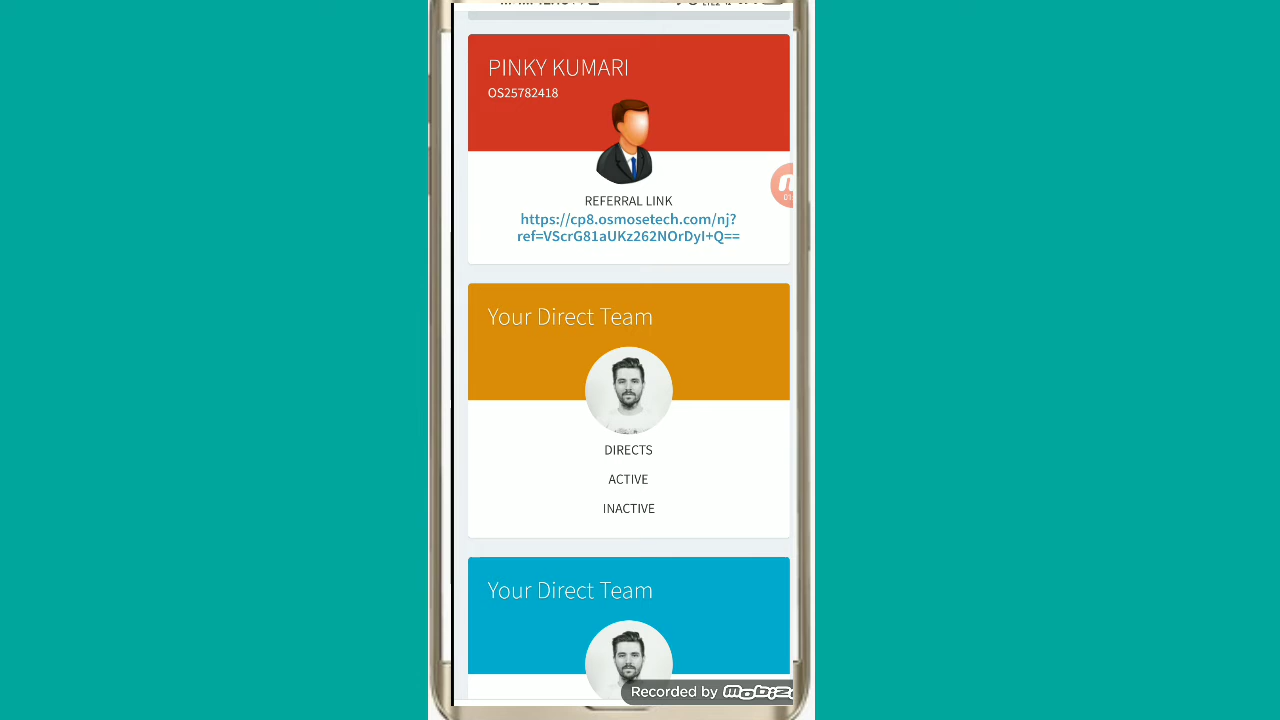 PINKY KUMARI
OS25782418
REFERRAL LINK
https://cp8.osmosetech.com/nj?
ref=VScrG81aUKz262NOrDyI+Q==
Your Direct Team
DIRECTS
ACTIVE
INACTIVE
Your Direct Team
Recorded by